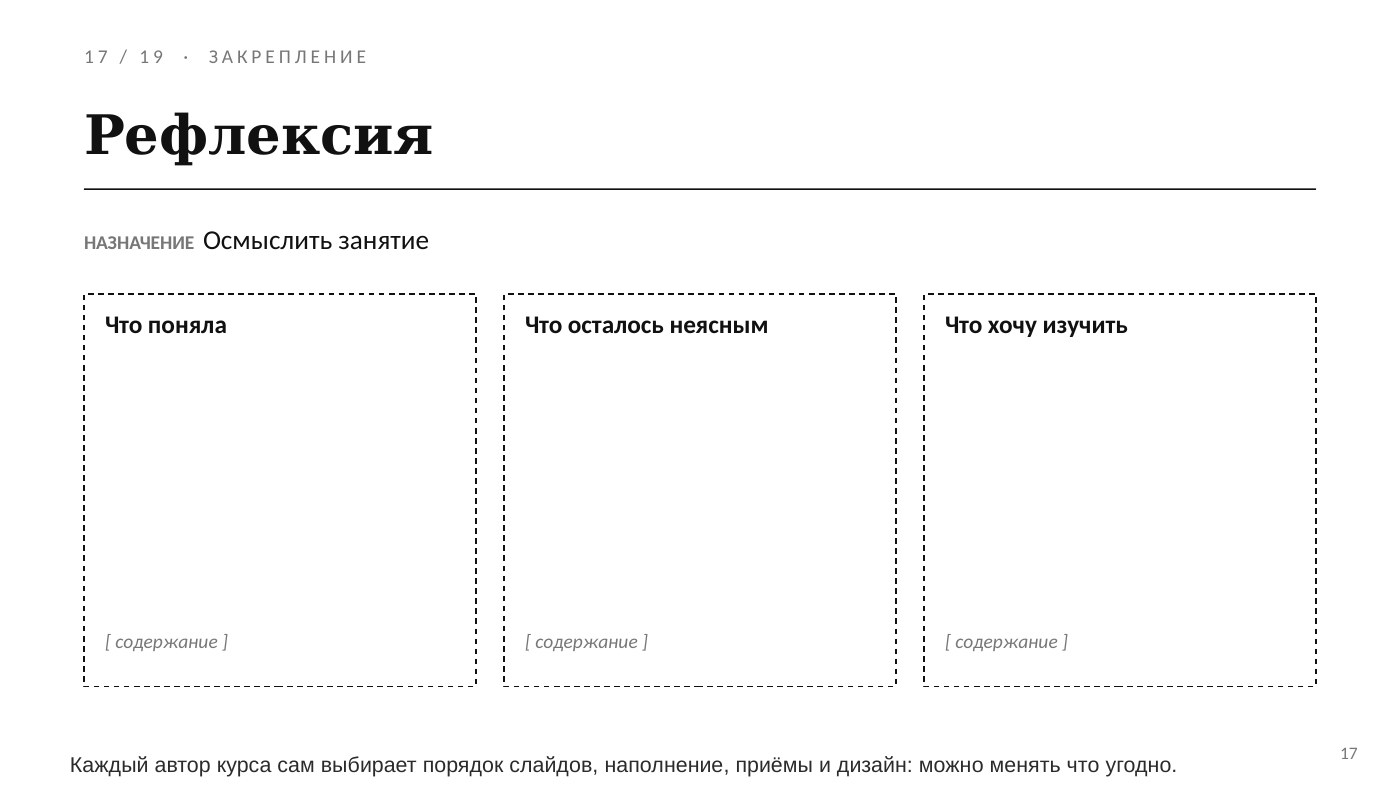 17 / 19 · ЗАКРЕПЛЕНИЕ
Рефлексия
НАЗНАЧЕНИЕ Осмыслить занятие
Что поняла
[ содержание ]
Что осталось неясным
[ содержание ]
Что хочу изучить
[ содержание ]
Каждый автор курса сам выбирает порядок слайдов, наполнение, приёмы и дизайн: можно менять что угодно.
17